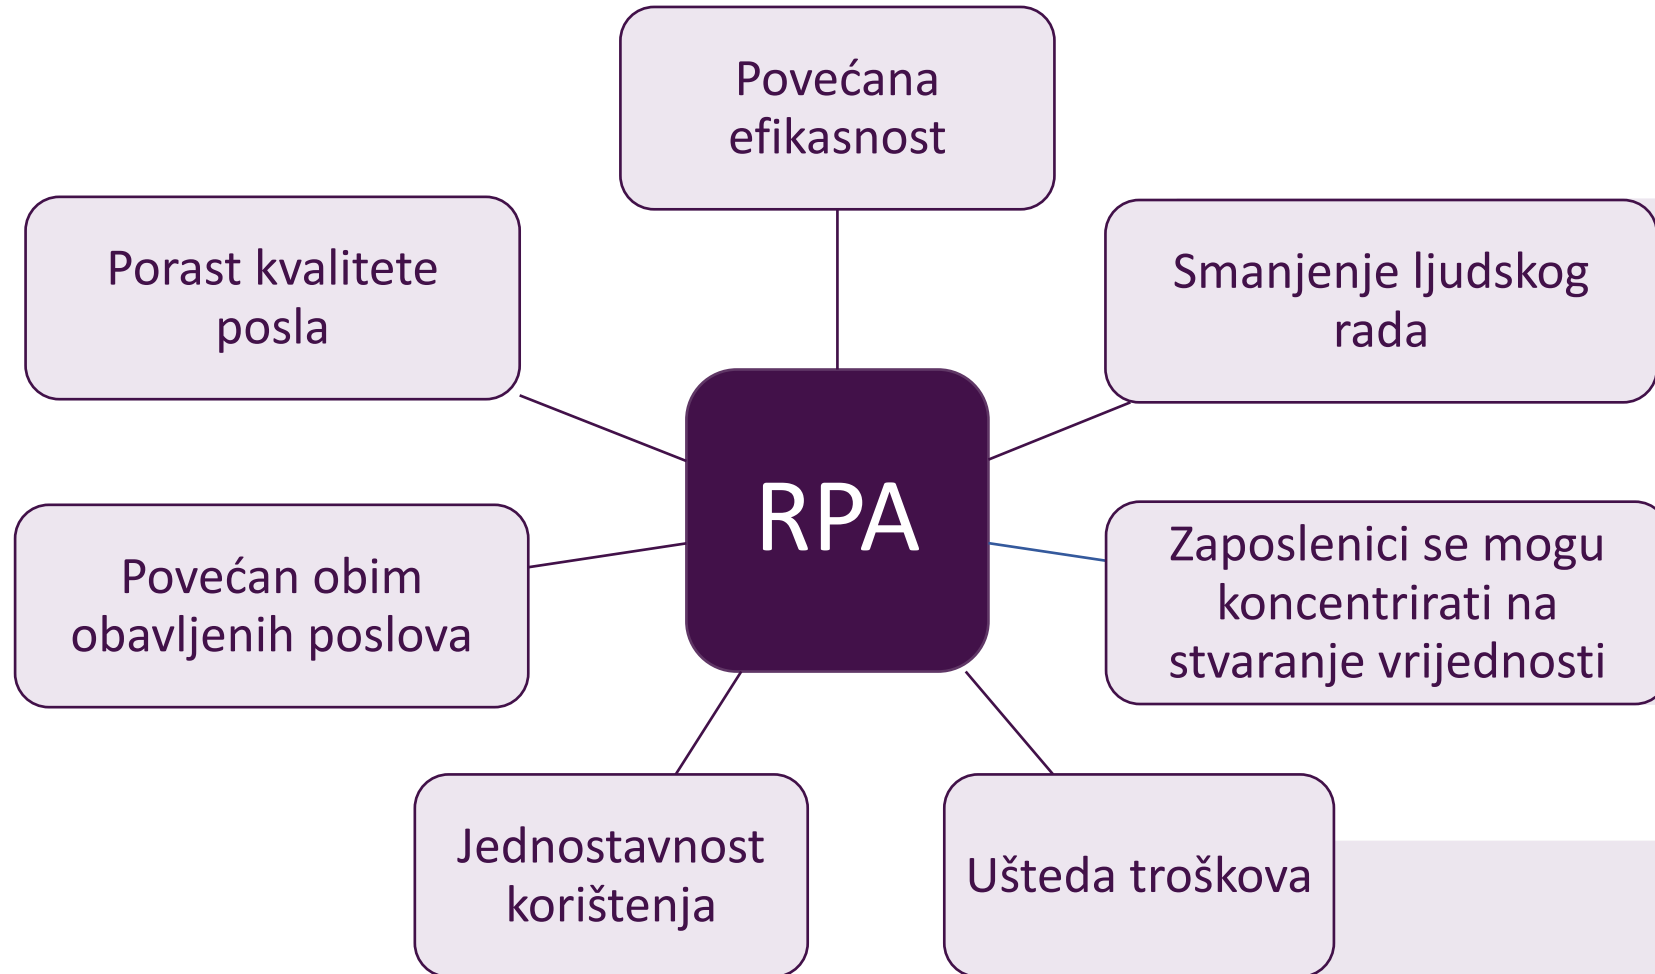 Povećana
efikasnost
Porast kvalitete
posla
Smanjenje ljudskog
rada
RPA
Povećan obim
obavljenih poslova
Zaposlenici se mogu
koncentrirati na
stvaranje vrijednosti
Jednostavnost
korištenja
Ušteda troškova